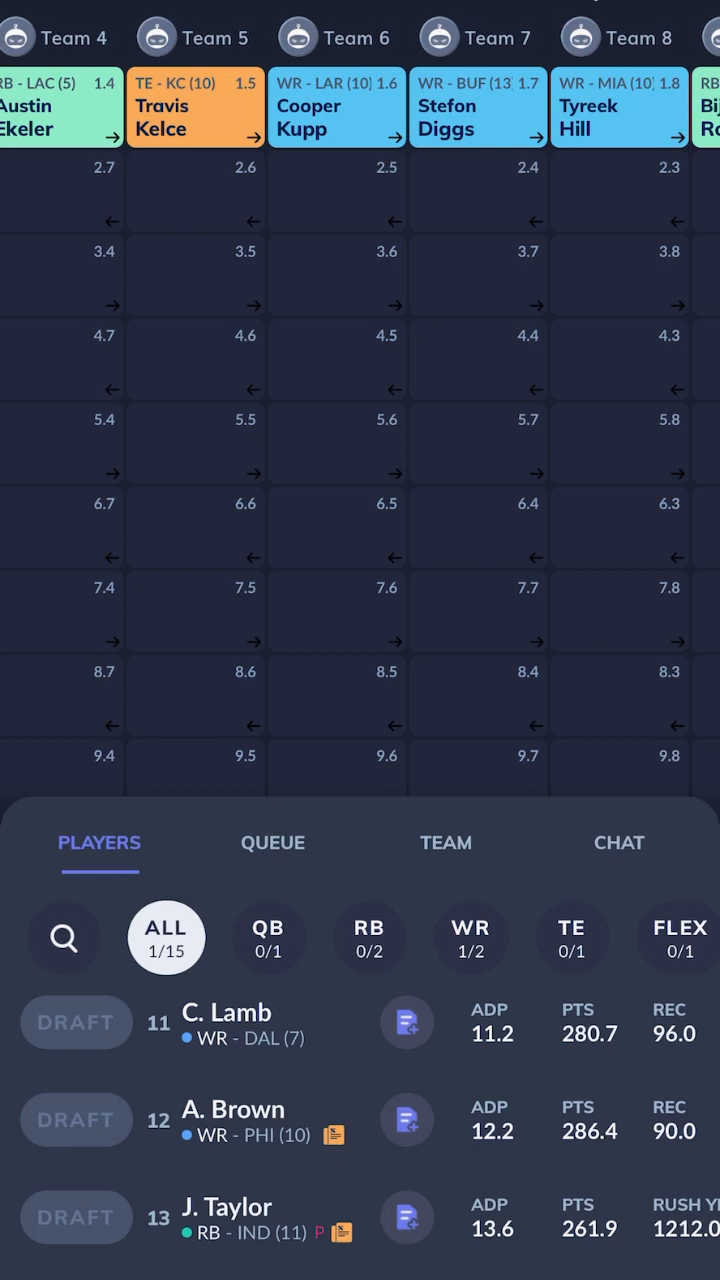 Team 4 Team 5 Team 6 Team 7 Team 8
RB - LAC (5) 1.4 TE - KC (10) 1.5 WR - LAR (10) 1.6 WR - BUF (13) 1.7 WR - MIA (10) 1.8 RB
Austin Travis Cooper Stefon Tyreek
Ekeler → Kelce → Kupp → Diggs → Hill →
2.7 2.6 2.5 2.4 2.3
← ← ← ← ←
3.4 3.5 3.6 3.7 3.8
→ → → → →
4.7 4.6 4.5 4.4 4.3
← ← ← ← ←
5.4 5.5 5.6 5.7 5.8
→ → → → →
6.7 6.6 6.5 6.4 6.3
← ← ← ← ←
7.4 7.5 7.6 7.7 7.8
→ → → → →
8.7 8.6 8.5 8.4 8.3
← ← ← ← ←
9.4 9.5 9.6 9.7 9.8
PLAYERS QUEUE TEAM CHAT
ALL QB RB WR TE FLEX
1/15 0/1 0/2 1/2 0/1 0/1
DRAFT 11 C. Lamb ADP PTS REC
WR - DAL (7) 11.2 280.7 96.0
DRAFT 12 A. Brown ADP PTS REC
WR - PHI (10) 12.2 286.4 90.0
DRAFT 13 J. Taylor ADP PTS RUSH
RB - IND (11) P 13.6 261.9 1212.0